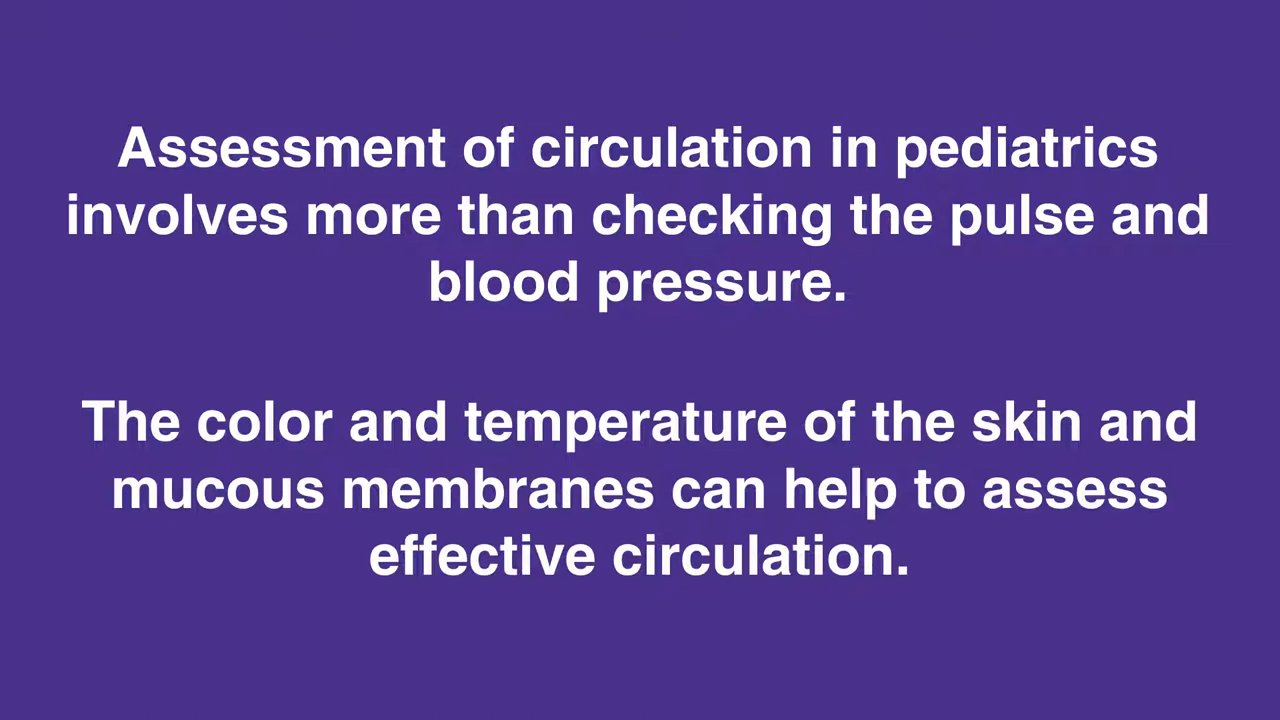 Assessment of circulation in pediatrics
involves more than checking the pulse and
blood pressure.
The color and temperature of the skin and
mucous membranes can help to assess
effective circulation.